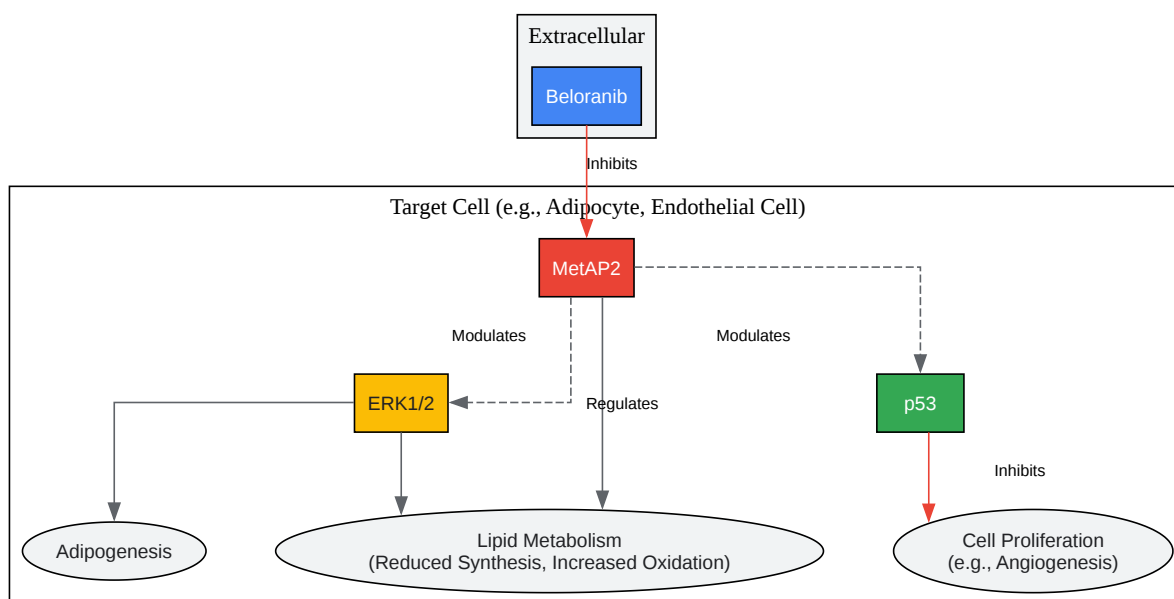 Extracellular
Beloranib
Inhibits
Target Cell (e.g., Adipocyte, Endothelial Cell)
MetAP2
Modulates
Modulates
ERK1/2
Regulates
p53
Inhibits
Adipogenesis
Lipid Metabolism
(Reduced Synthesis, Increased Oxidation)
Cell Proliferation
(e.g., Angiogenesis)